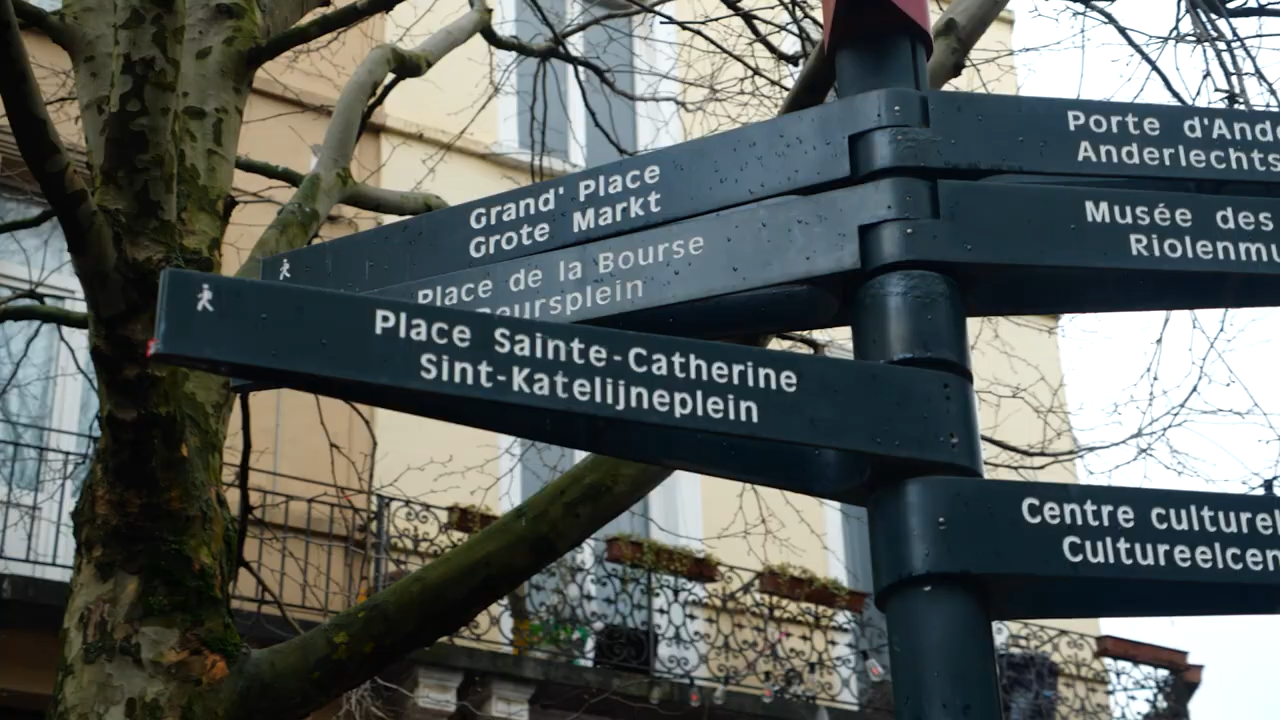 Grand' Place
Grote Markt
Place de la Bourse
Beursplein
Place Sainte-Catherine
Sint-Katelijneplein
Porte d'Ande
Anderlechts
Musée des
Riolenmu
Centre culturel
Cultureelcen